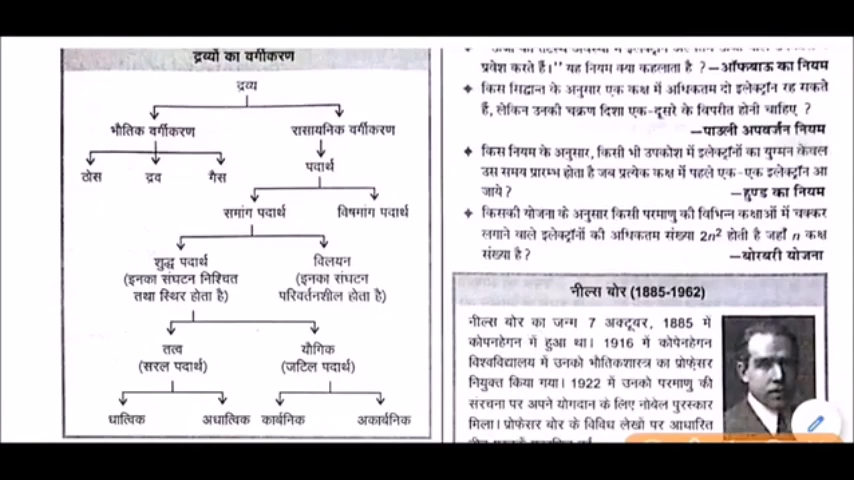 द्रव्यों का वर्गीकरण
द्रव्य
भौतिक वर्गीकरण रासायनिक वर्गीकरण
ठोस द्रव गैस पदार्थ
समांग पदार्थ विषमांग पदार्थ
शुद्ध पदार्थ विलयन
(इनका संघटन निश्चित (इनका संघटन
तथा स्थिर होता है) परिवर्तनशील होता है)
तत्व यौगिक
(सरल पदार्थ) (जटिल पदार्थ)
धात्विक अधात्विक कार्बनिक अकार्बनिक
प्रवेश करते हैं।" यह नियम क्या कहलाता है ? —ऑफबाऊ का नियम
किस सिद्धान्त के अनुसार एक कक्ष में अधिकतम दो इलेक्ट्रॉन रह सकते
हैं, लेकिन उनकी चक्रण दिशा एक-दूसरे के विपरीत होनी चाहिए ?
—पाउली अपवर्जन नियम
किस नियम के अनुसार, किसी भी उपकोश में इलेक्ट्रॉनों का युग्मन केवल
उस समय प्रारम्भ होता है जब प्रत्येक कक्ष में पहले एक-एक इलेक्ट्रॉन आ
जाये ? —हुण्ड का नियम
किसकी योजना के अनुसार किसी परमाणु की विभिन्न कक्षाओं में चक्कर
लगाने वाले इलेक्ट्रॉनों की अधिकतम संख्या 2n² होती है जहाँ n कक्ष
संख्या है ? —बोरबरी योजना
नील्स बोर (1885-1962)
नील्स बोर का जन्म 7 अक्टूबर, 1885 में
कोपनहेगन में हुआ था। 1916 में कोपेनहेगन
विश्वविद्यालय में उनको भौतिकशास्त्र का प्रोफ़ेसर
नियुक्त किया गया। 1922 में उनको परमाणु की
संरचना पर अपने योगदान के लिए नोबेल पुरस्कार
मिला। प्रोफेसर बोर के विविध लेखों पर आधारित